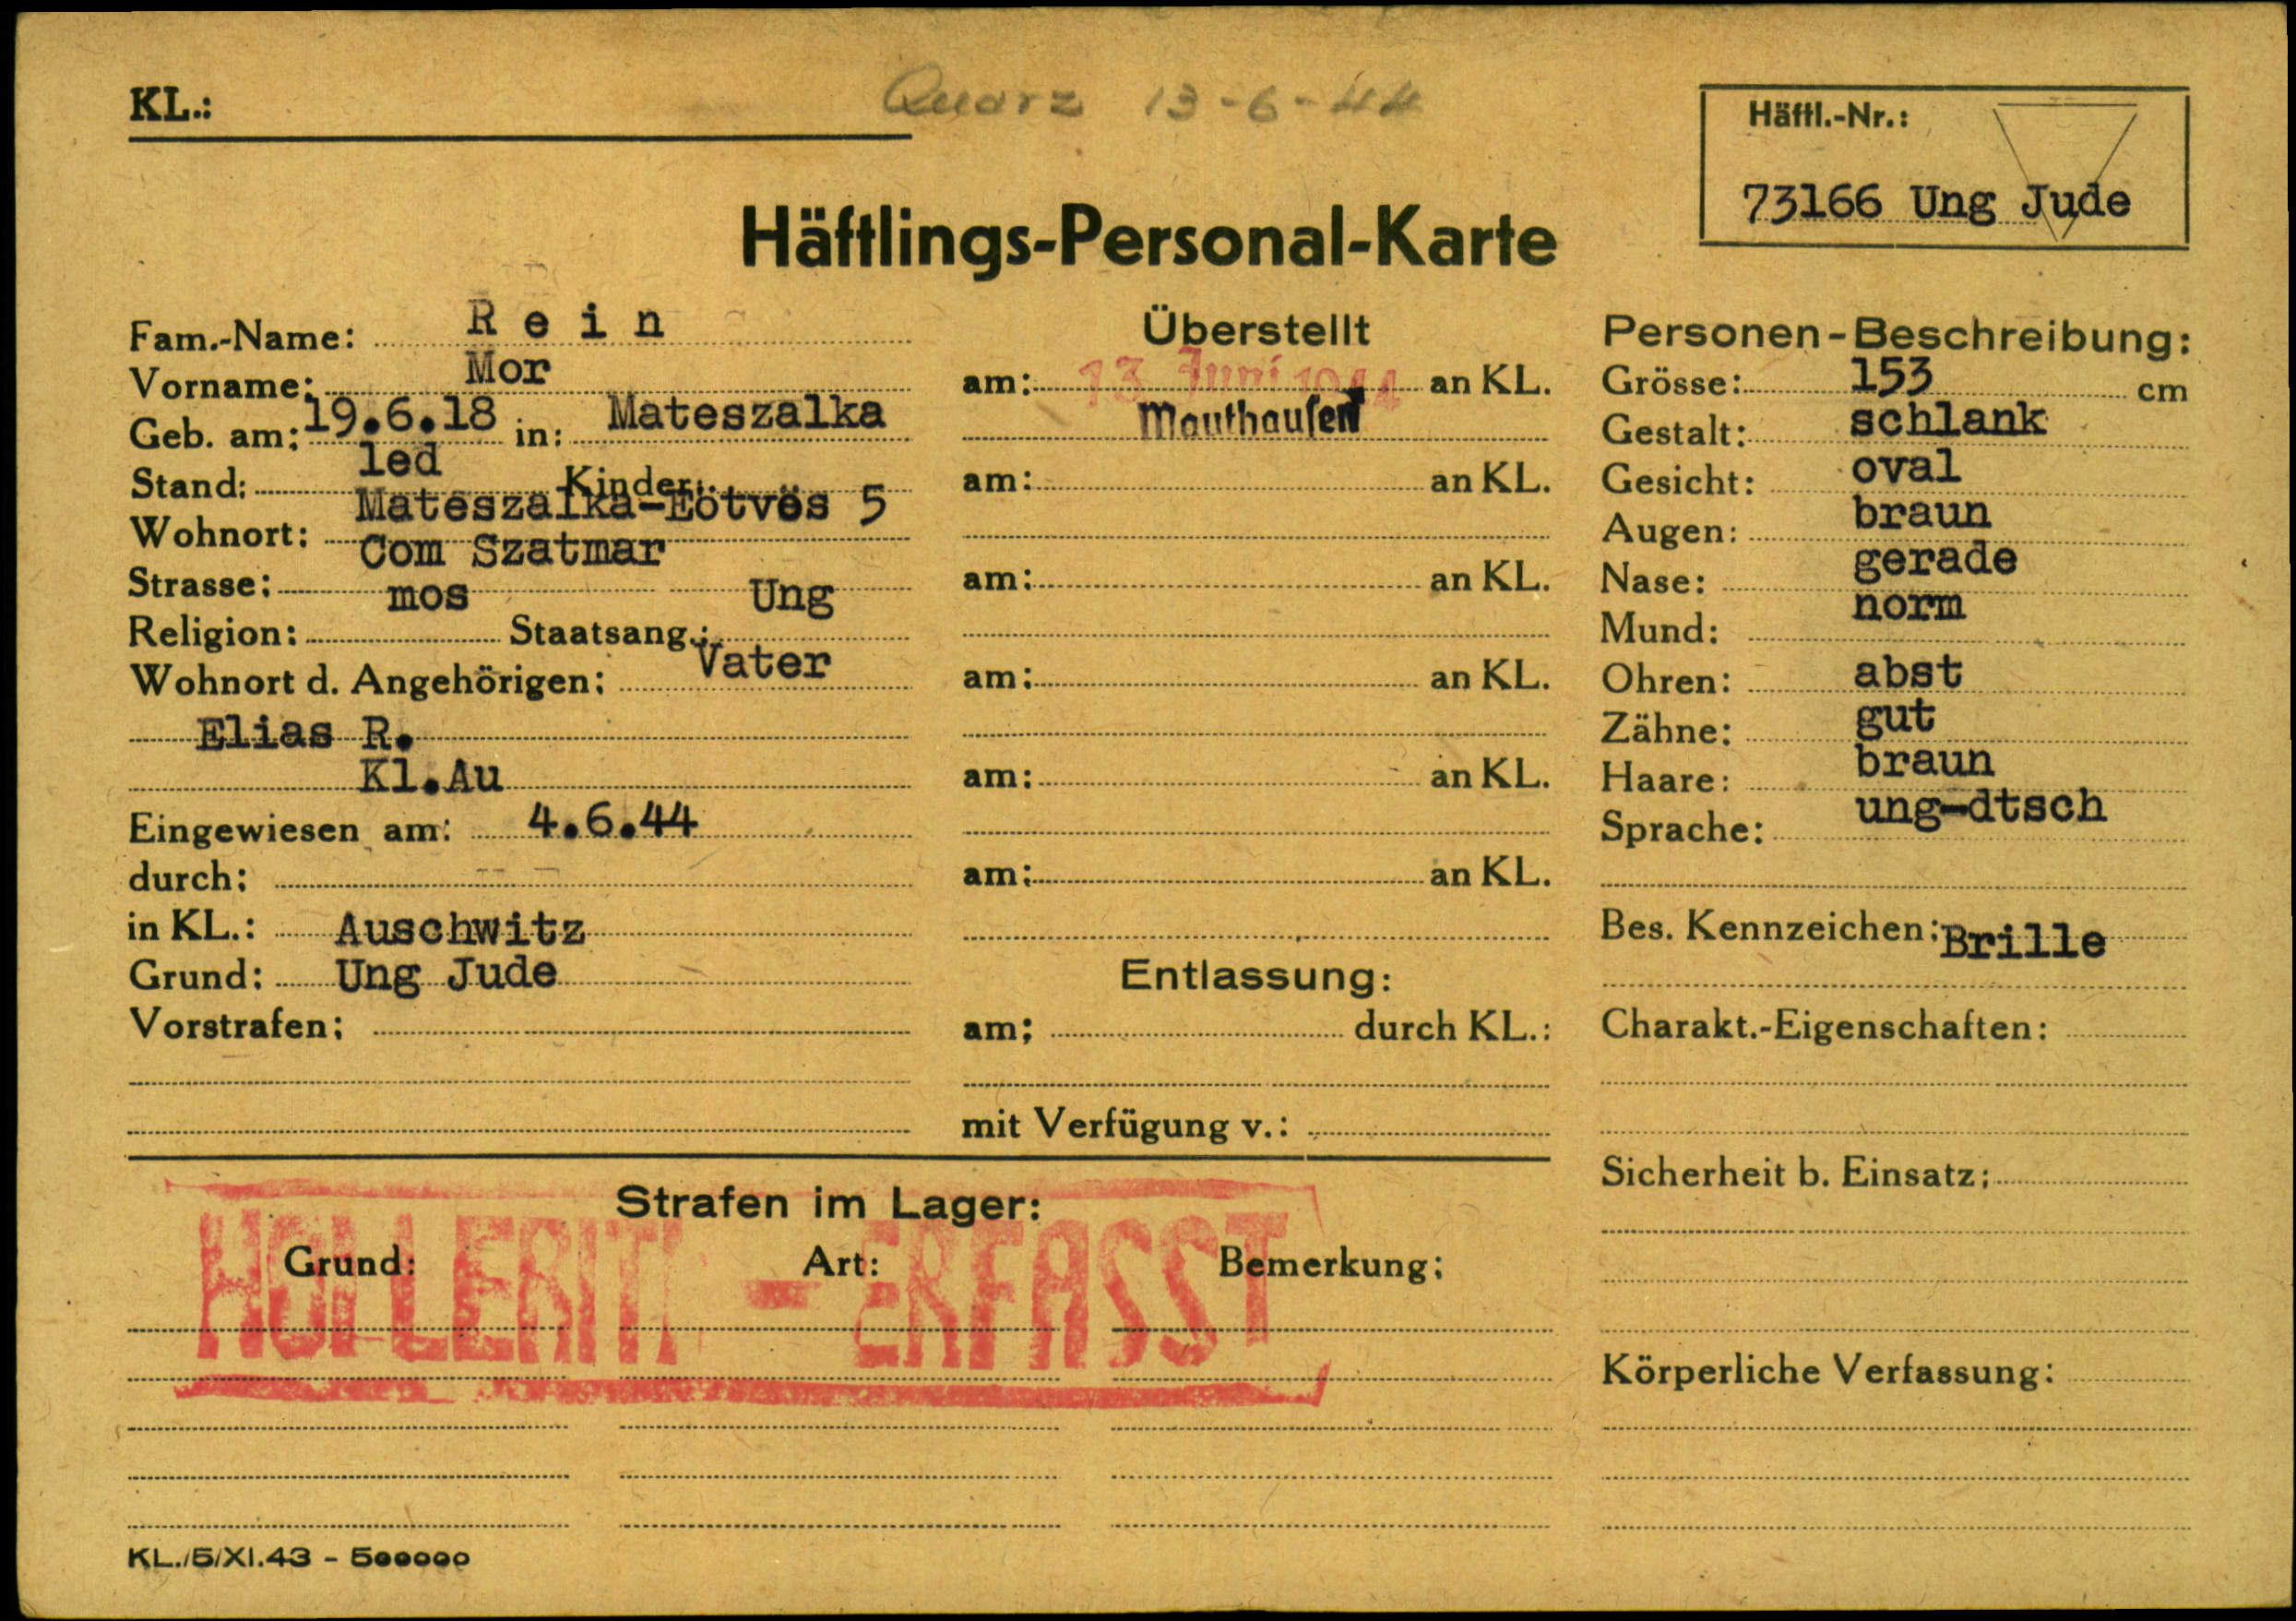 KL.:
Quarz 13-6-44
Häftl.-Nr.:
73166 Ung Jude
Häftlings-Personal-Karte
Fam.-Name: Rein
Vorname: Mor
Geb. am: 19.6.18 in: Mateszalka
Stand: led Kinder:
Wohnort: Mateszalka-Eötvös 5
Strasse: Com Szatmar
Religion: mos Staatsang.: Ung
Wohnort d. Angehörigen: Vater
Elias R.
Kl.Au
Eingewiesen am: 4.6.44
durch:
in KL.: Auschwitz
Grund: Ung Jude
Vorstrafen:
Überstellt
am: 13. Juni 1944 an KL.
Mauthausen
am: an KL.
am: an KL.
am: an KL.
am: an KL.
am: an KL.
Entlassung:
am: durch KL.:
mit Verfügung v.:
Personen-Beschreibung:
Grösse: 153 cm
Gestalt: schlank
Gesicht: oval
Augen: braun
Nase: gerade
Mund: norm
Ohren: abst
Zähne: gut
Haare: braun
Sprache: ung-dtsch
Bes. Kennzeichen: Brille
Charakt.-Eigenschaften:
Sicherheit b. Einsatz:
Körperliche Verfassung:
Strafen im Lager:
Grund: Art: Bemerkung:
HOLLERITH - ERFASST
KL./5/XI.43 - 500000